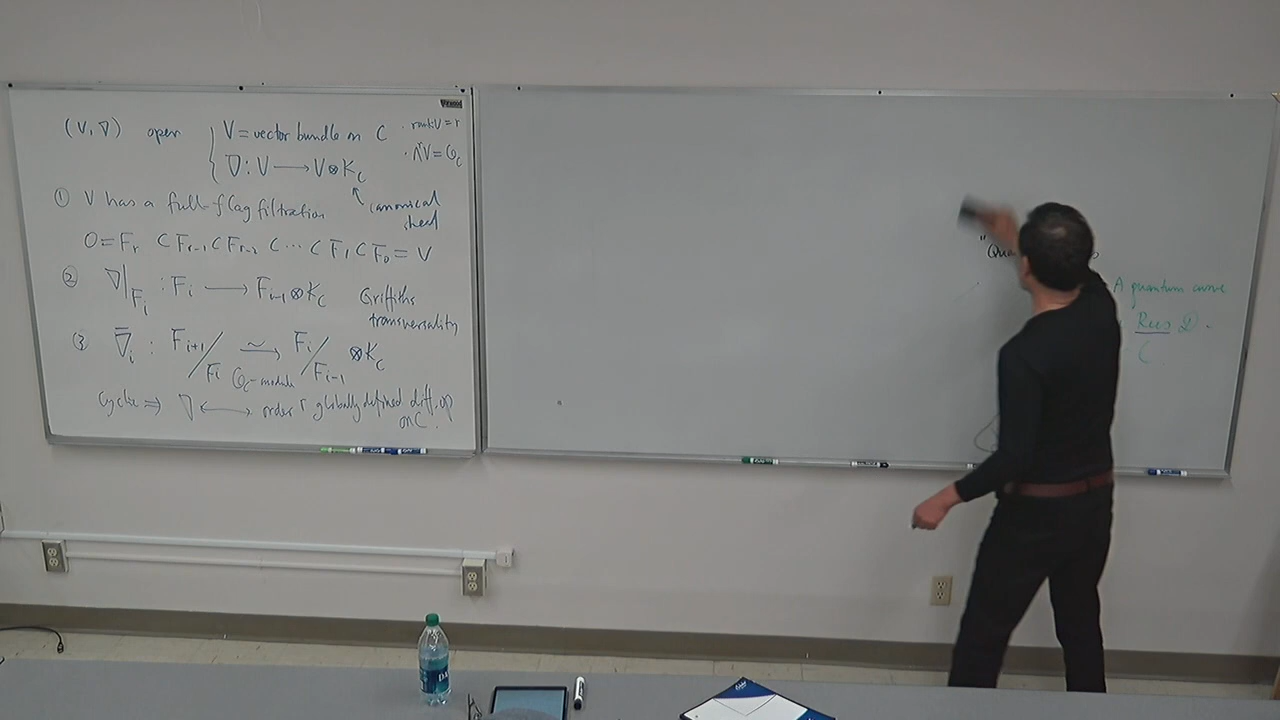 (V, ∇) open { V = vector bundle on C · rank V = r
∇ : V ⟶ V ⊗ K_C · ΛʳV = O_C
↖ canonical
sheaf
① V has a full-flag filtration
0 = F_r ⊂ F_{r-1} ⊂ F_{r-2} ⊂ ··· ⊂ F_1 ⊂ F_0 = V
② ∇|_{F_i} : F_i ⟶ F_{i-1} ⊗ K_C Griffiths
transversality
③ ∇̄_i : F_{i+1}/F_i ⥲ F_i/F_{i-1} ⊗ K_C
O_C-module
cyclic ⇒ ∇ ⟷ order r globally defined diff. op
on C.
A quantum curve
Rees D.